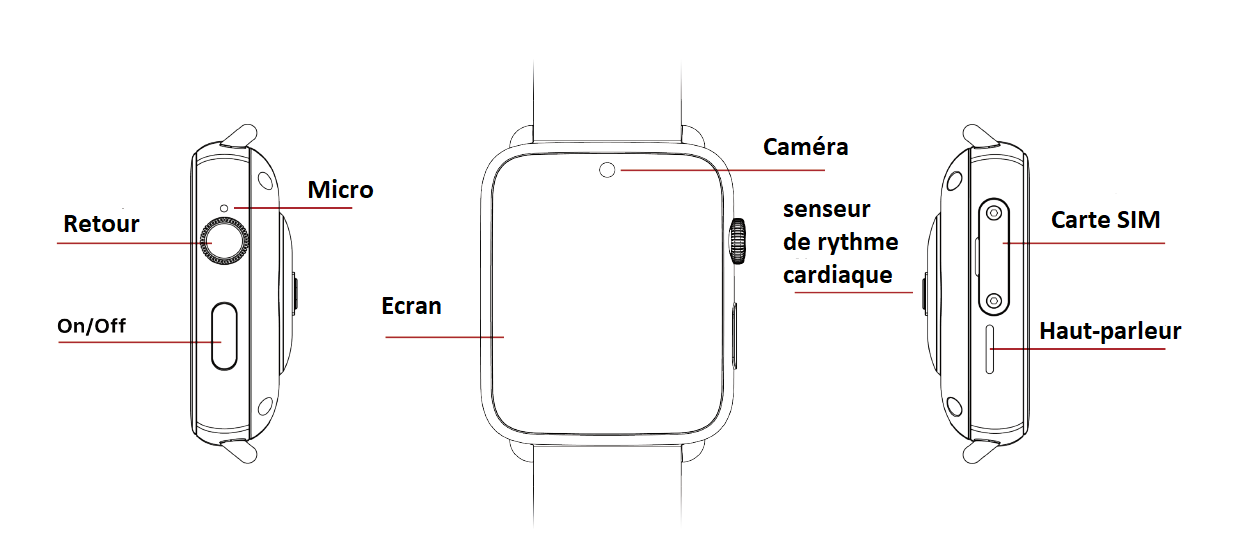 Micro
Retour
On/Off
Ecran
Caméra
senseur
de rythme
cardiaque
Carte SIM
Haut-parleur